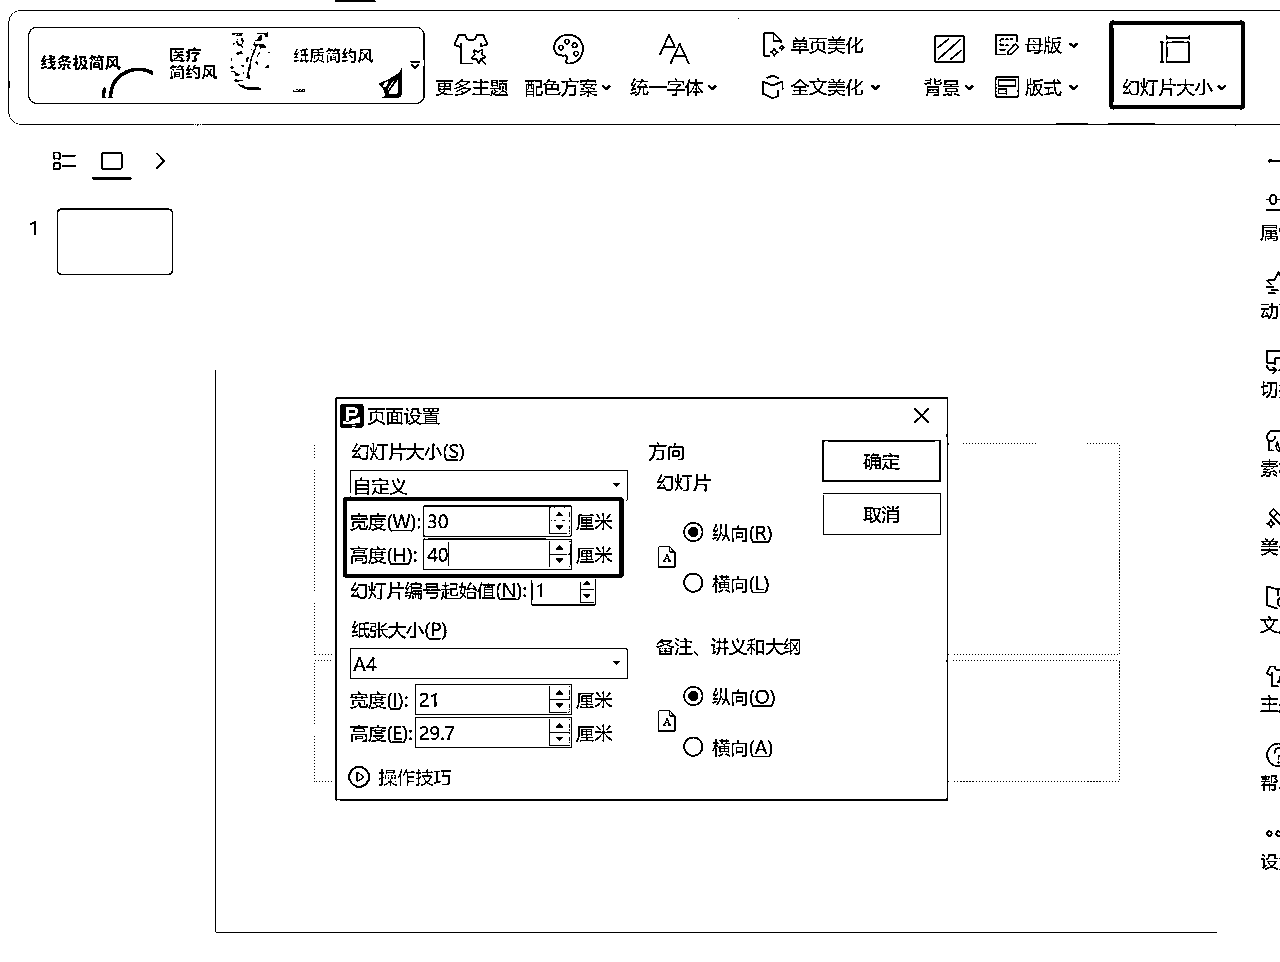 线条极简风
医疗
简约风
纸质简约风
更多主题
配色方案
统一字体
单页美化
全文美化
背景
母版
版式
幻灯片大小
1
页面设置
幻灯片大小(S)
自定义
宽度(W): 30 厘米
高度(H): 40 厘米
幻灯片编号起始值(N): 1
纸张大小(P)
A4
宽度(I): 21 厘米
高度(E): 29.7 厘米
操作技巧
方向
幻灯片
纵向(R)
横向(L)
备注、讲义和大纲
纵向(O)
横向(A)
确定
取消
属
动
切
素
美
文
主
帮
设